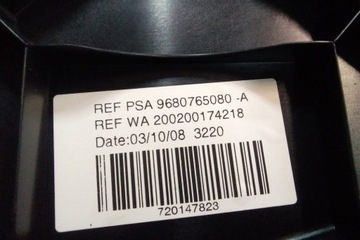 REF PSA 9680765080 -A
REF WA 200200174218
Date:03/10/08 3220
720147823